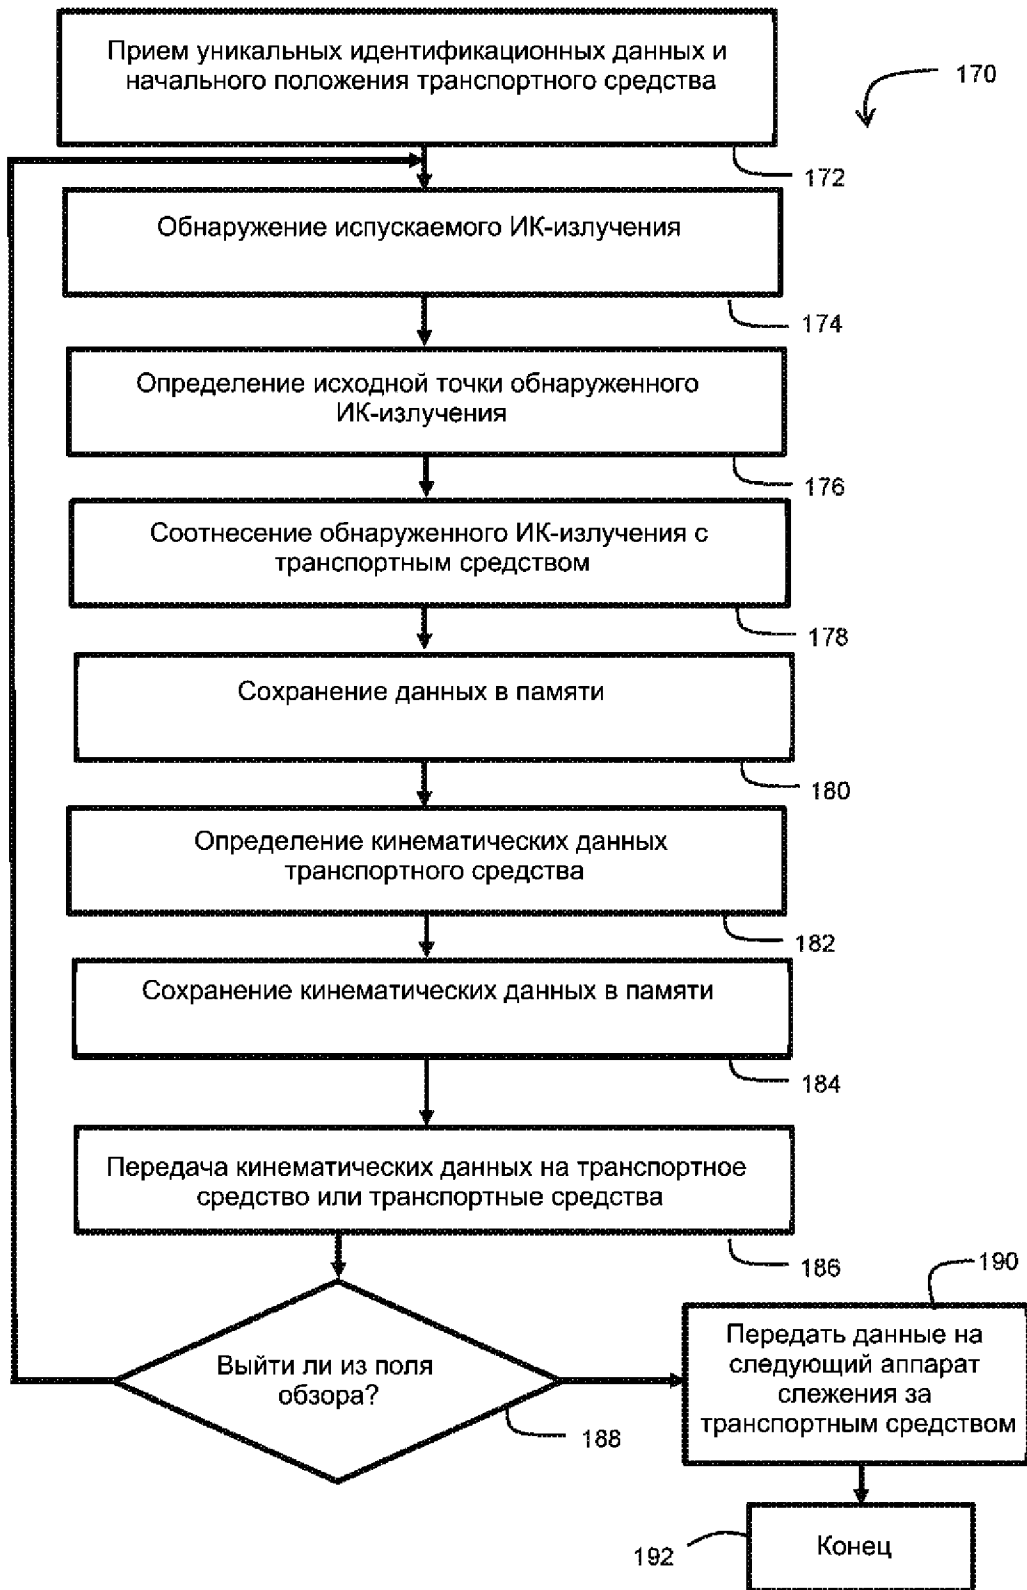 Прием уникальных идентификационных данных и
начального положения транспортного средства
170
172
Обнаружение испускаемого ИК-излучения
174
Определение исходной точки обнаруженного
ИК-излучения
176
Соотнесение обнаруженного ИК-излучения с
транспортным средством
178
Сохранение данных в памяти
180
Определение кинематических данных
транспортного средства
182
Сохранение кинематических данных в памяти
184
Передача кинематических данных на транспортное
средство или транспортные средства
186
190
Выйти ли из поля
обзора?
188
Передать данные на
следующий аппарат
слежения за
транспортным средством
192
Конец